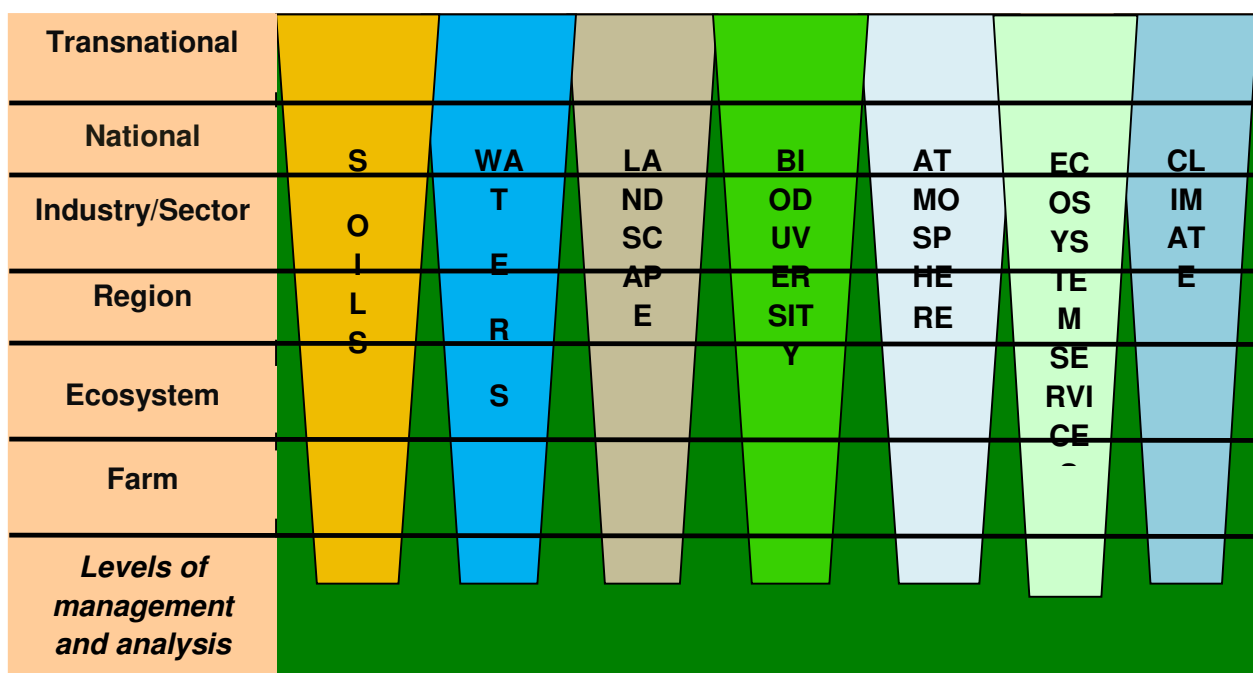 Transnational
National
Industry/Sector
Region
Ecosystem
Farm
Levels of
management
and analysis
S
O
I
L
S
WA
T
E
R
S
LA
ND
SC
AP
E
BI
OD
UV
ER
SIT
Y
AT
MO
SP
HE
RE
EC
OS
YS
TE
M
SE
RVI
CE
CL
IM
AT
E